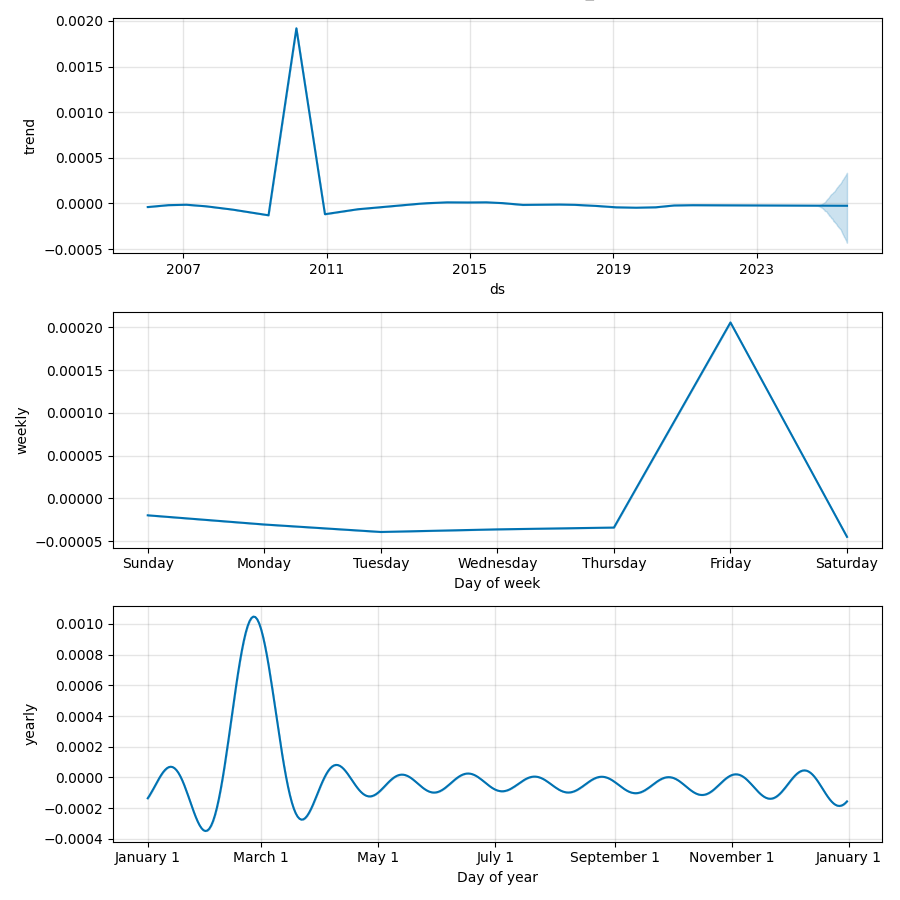 0.0020
0.0015
0.0010
0.0005
0.0000
−0.0005
trend
2007 2011 2015 2019 2023
ds
0.00020
0.00015
0.00010
0.00005
0.00000
−0.00005
weekly
Sunday Monday Tuesday Wednesday Thursday Friday Saturday
Day of week
0.0010
0.0008
0.0006
0.0004
0.0002
0.0000
−0.0002
−0.0004
yearly
January 1 March 1 May 1 July 1 September 1 November 1 January 1
Day of year